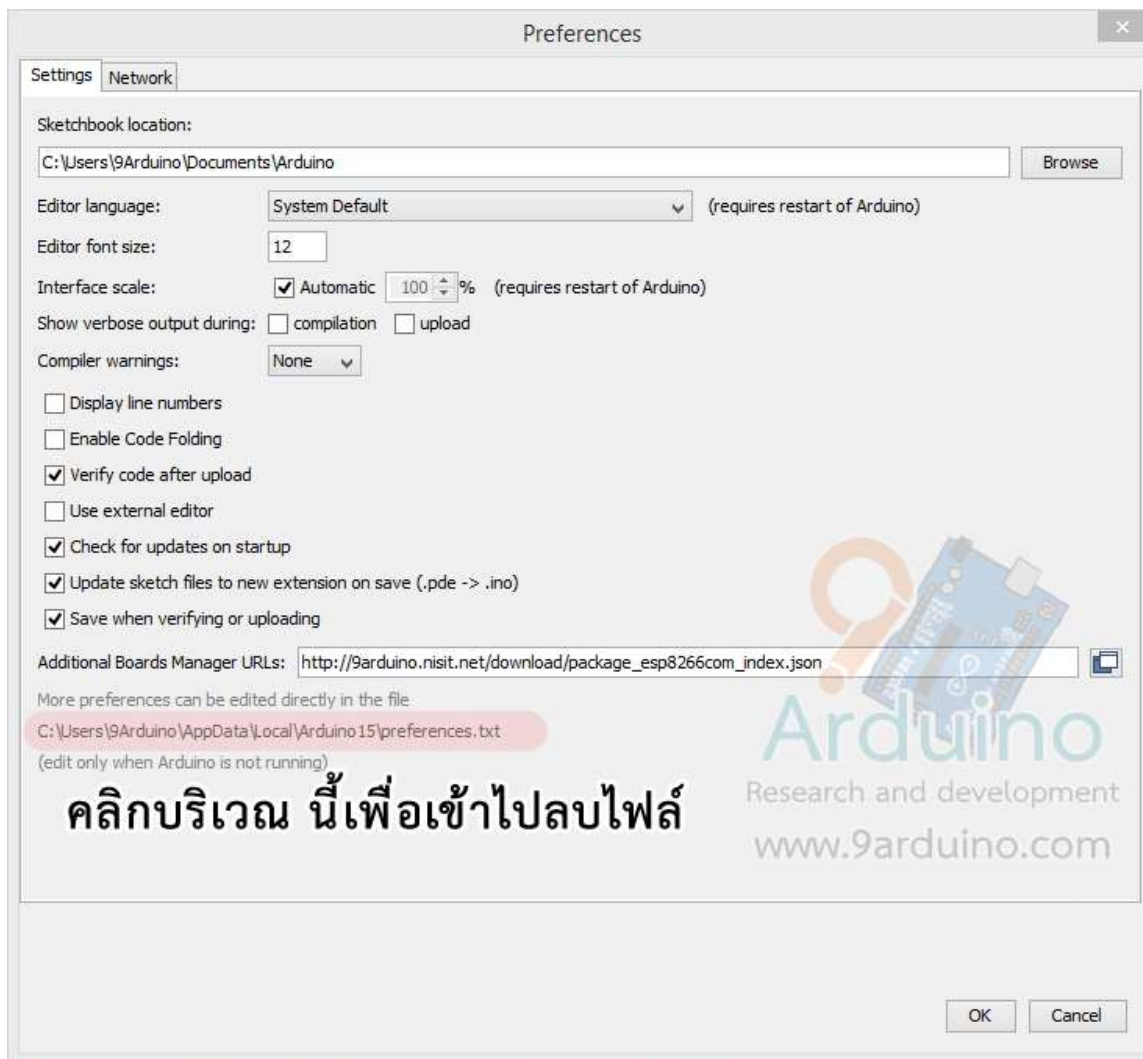 Preferences
Settings Network
Sketchbook location:
C:\Users\9Arduino\Documents\Arduino Browse
Editor language: System Default (requires restart of Arduino)
Editor font size: 12
Interface scale: Automatic 100 % (requires restart of Arduino)
Show verbose output during: compilation upload
Compiler warnings: None
Display line numbers
Enable Code Folding
Verify code after upload
Use external editor
Check for updates on startup
Update sketch files to new extension on save (.pde -> .ino)
Save when verifying or uploading
Additional Boards Manager URLs: http://9arduino.nisit.net/download/package_esp8266com_index.json
More preferences can be edited directly in the file
C:\Users\9Arduino\AppData\Local\Arduino15\preferences.txt
(edit only when Arduino is not running)
คลิกบริเวณ นี้เพื่อเข้าไปลบไฟล์
9
Arduino
Research and development
www.9arduino.com
OK Cancel